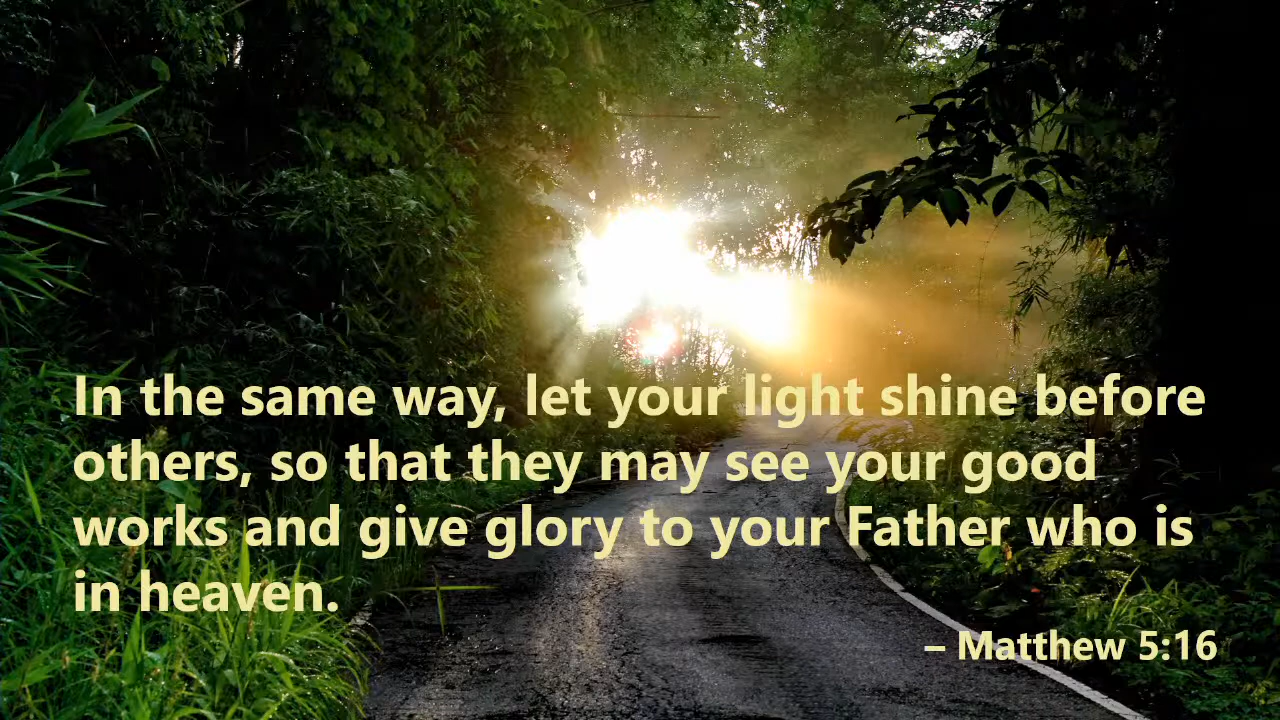 In the same way, let your light shine before
others, so that they may see your good
works and give glory to your Father who is
in heaven.
– Matthew 5:16